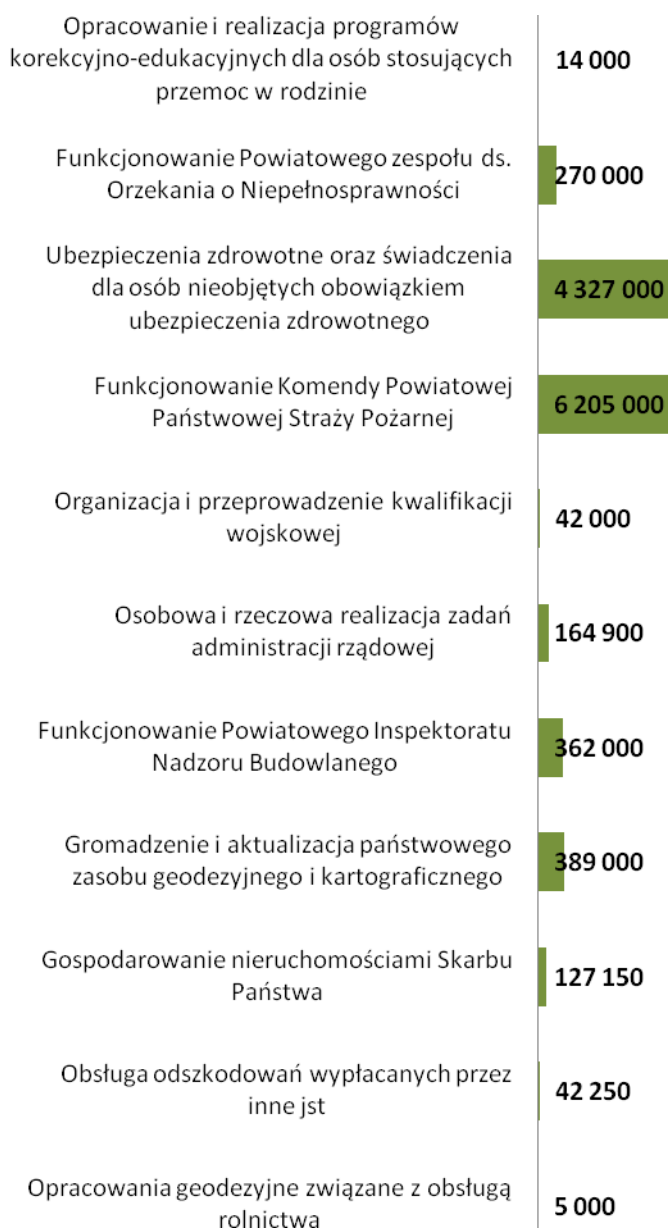 Opracowanie i realizacja programów
korekcyjno-edukacyjnych dla osób stosujących
przemoc w rodzinie
14 000
Funkcjonowanie Powiatowego zespołu ds.
Orzekania o Niepełnosprawności
270 000
Ubezpieczenia zdrowotne oraz świadczenia
dla osób nieobjętych obowiązkiem
ubezpieczenia zdrowotnego
4 327 000
Funkcjonowanie Komendy Powiatowej
Państwowej Straży Pożarnej
6 205 000
Organizacja i przeprowadzenie kwalifikacji
wojskowej
42 000
Osobowa i rzeczowa realizacja zadań
administracji rządowej
164 900
Funkcjonowanie Powiatowego Inspektoratu
Nadzoru Budowlanego
362 000
Gromadzenie i aktualizacja państwowego
zasobu geodezyjnego i kartograficznego
389 000
Gospodarowanie nieruchomościami Skarbu
Państwa
127 150
Obsługa odszkodowań wypłacanych przez
inne jst
42 250
Opracowania geodezyjne związane z obsługą
rolnictwa
5 000